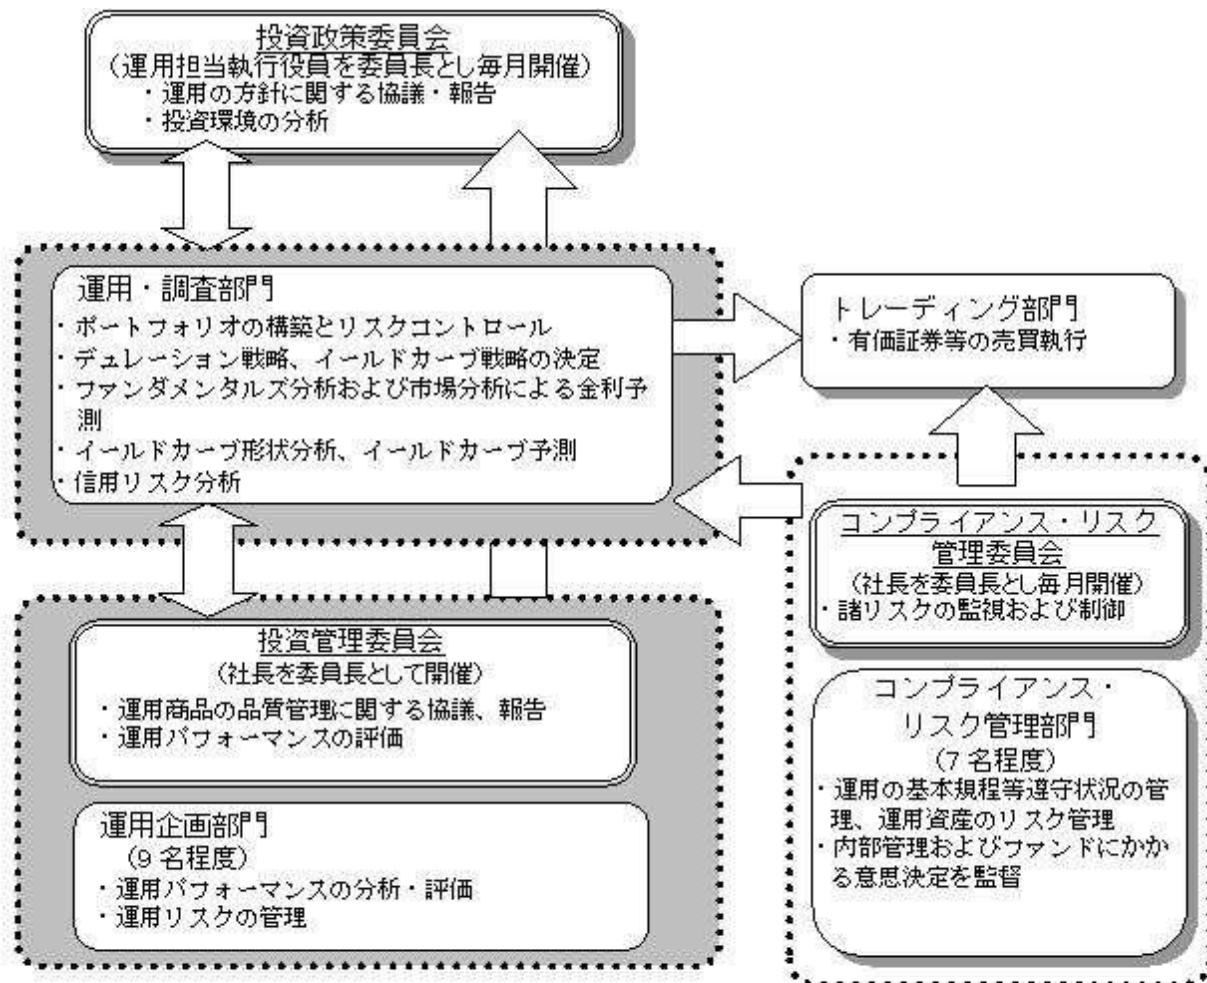 投資政策委員会
（運用担当執行役員を委員長とし毎月開催）
・運用の方針に関する協議・報告
・投資環境の分析
運用・調査部門
・ポートフォリオの構築とリスクコントロール
・デュレーション戦略、イールドカーブ戦略の決定
・ファンダメンタルズ分析および市場分析による金利予
測
・イールドカーブ形状分析、イールドカーブ予測
・信用リスク分析
トレーディング部門
・有価証券等の売買執行
コンプライアンス・リスク
管理委員会
（社長を委員長とし毎月開催）
・諸リスクの監視および制御
コンプライアンス・
リスク管理部門
（7名程度）
・運用の基本規程等遵守状況の管
理、運用資産のリスク管理
・内部管理およびファンドにかか
る意思決定を監督
投資管理委員会
（社長を委員長として開催）
・運用商品の品質管理に関する協議、報告
・運用パフォーマンスの評価
運用企画部門
（9名程度）
・運用パフォーマンスの分析・評価
・運用リスクの管理